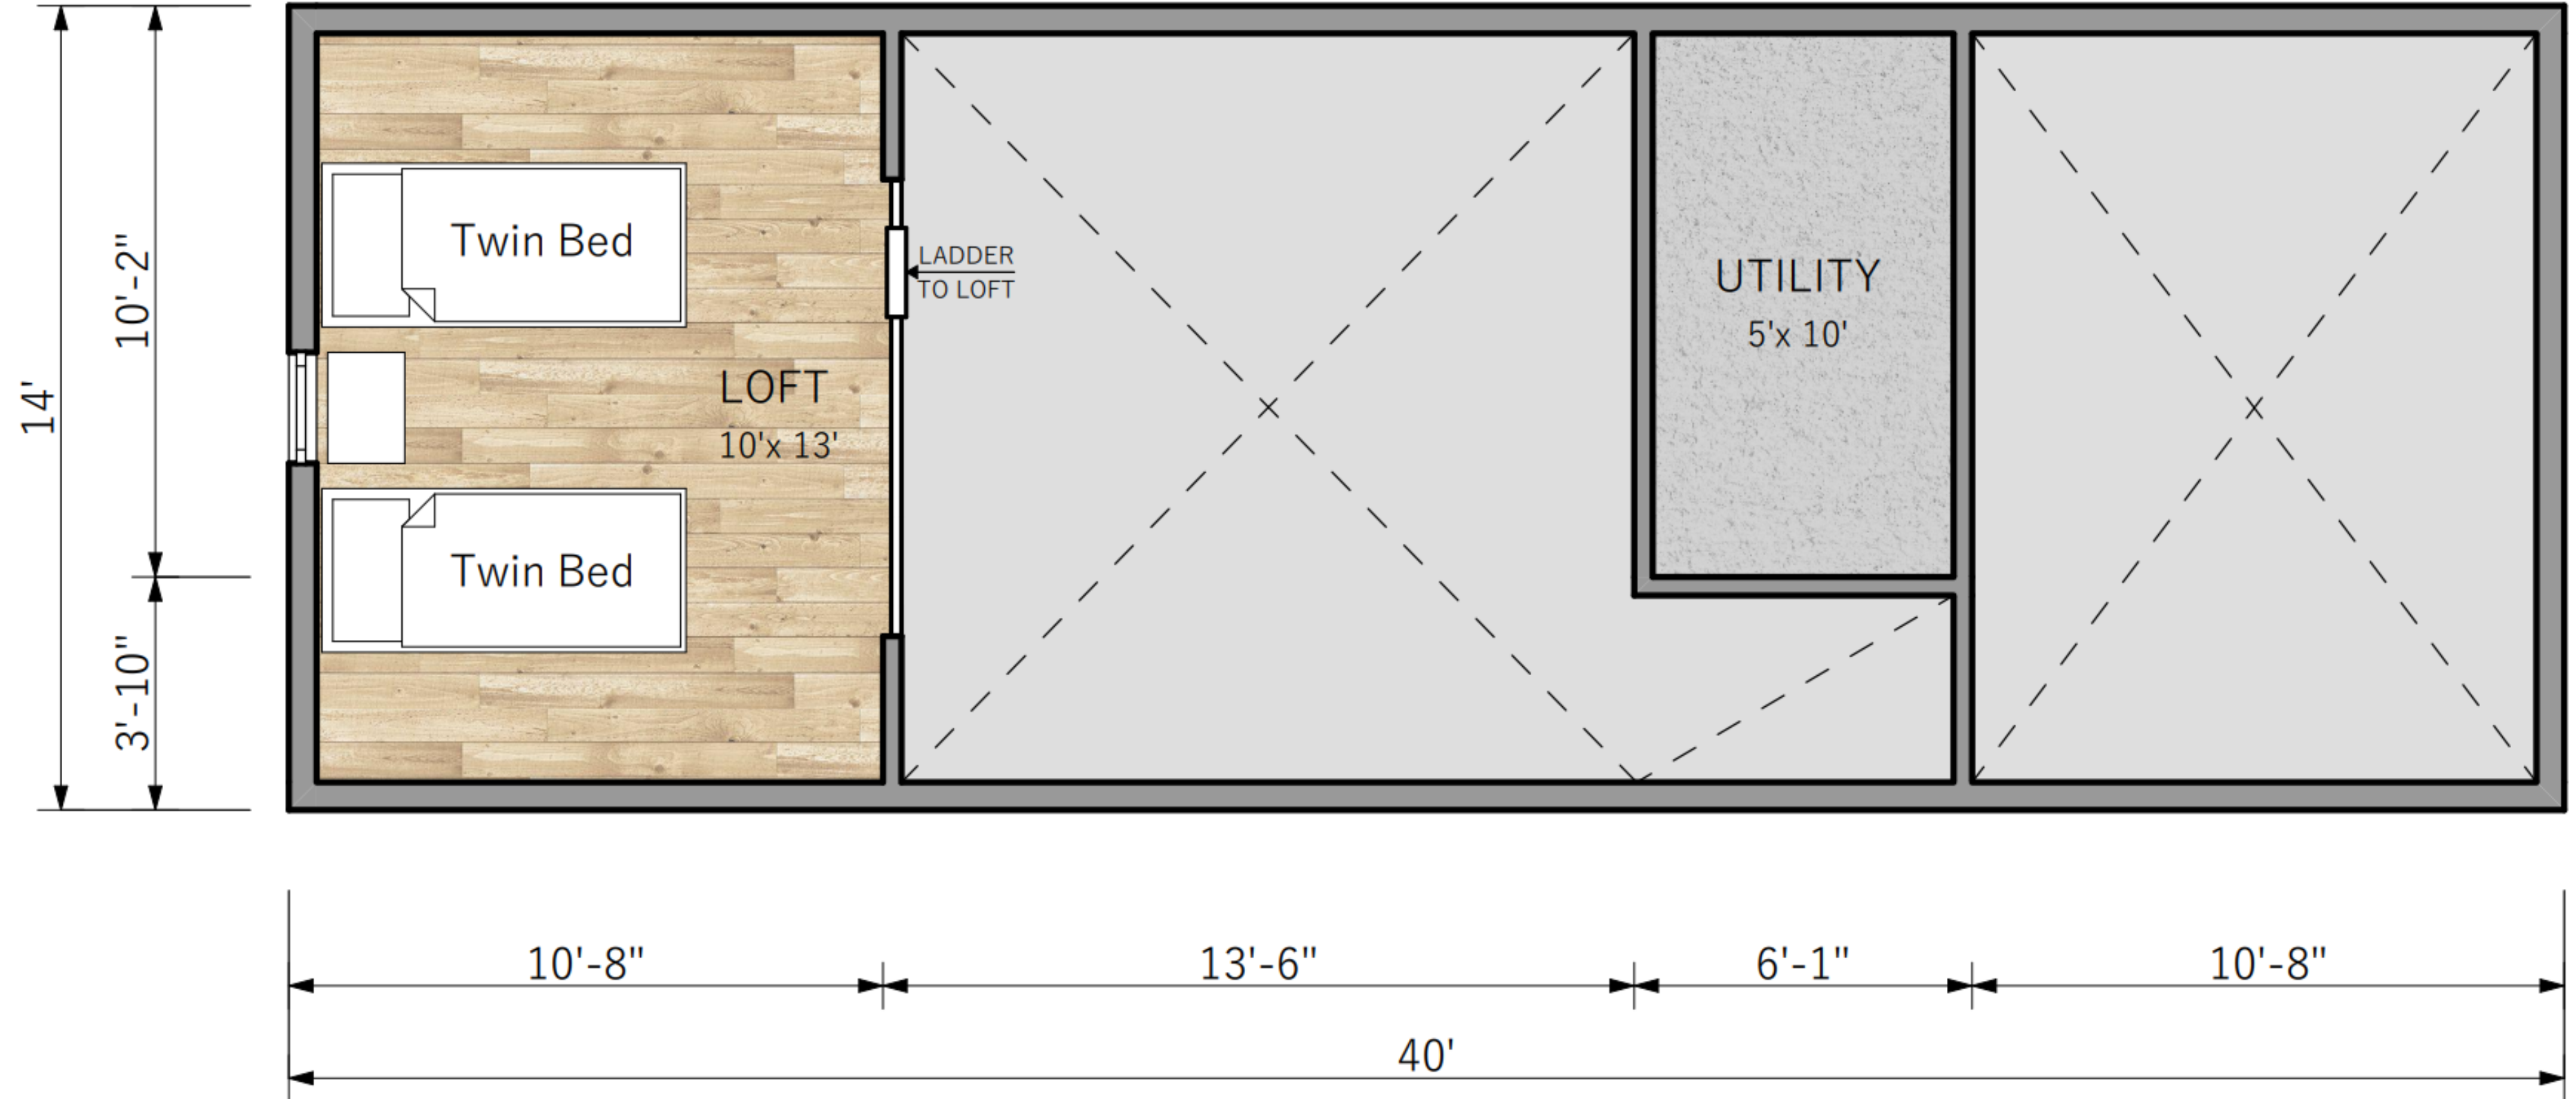 Twin Bed
10'-2"
LADDER
TO LOFT
UTILITY
5'x 10'
14'
LOFT
10'x 13'
Twin Bed
3'-10"
10'-8"
13'-6"
6'-1"
10'-8"
40'